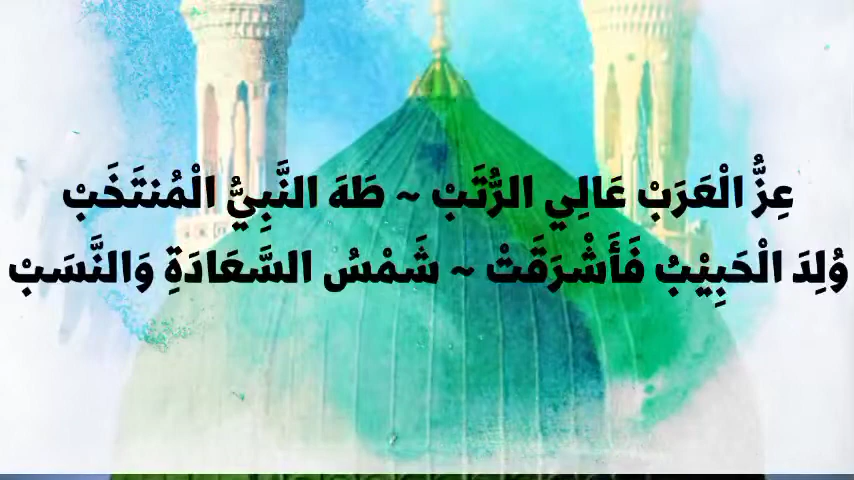 عِزُّ الْعَرَبْ عَالِي الرُّتَبْ ~ طَهَ النَّبِيُّ الْمُنتَخَبْ
وُلِدَ الْحَبِيْبُ فَأَشْرَقَتْ ~ شَمْسُ السَّعَادَةِ وَالنَّسَبْ